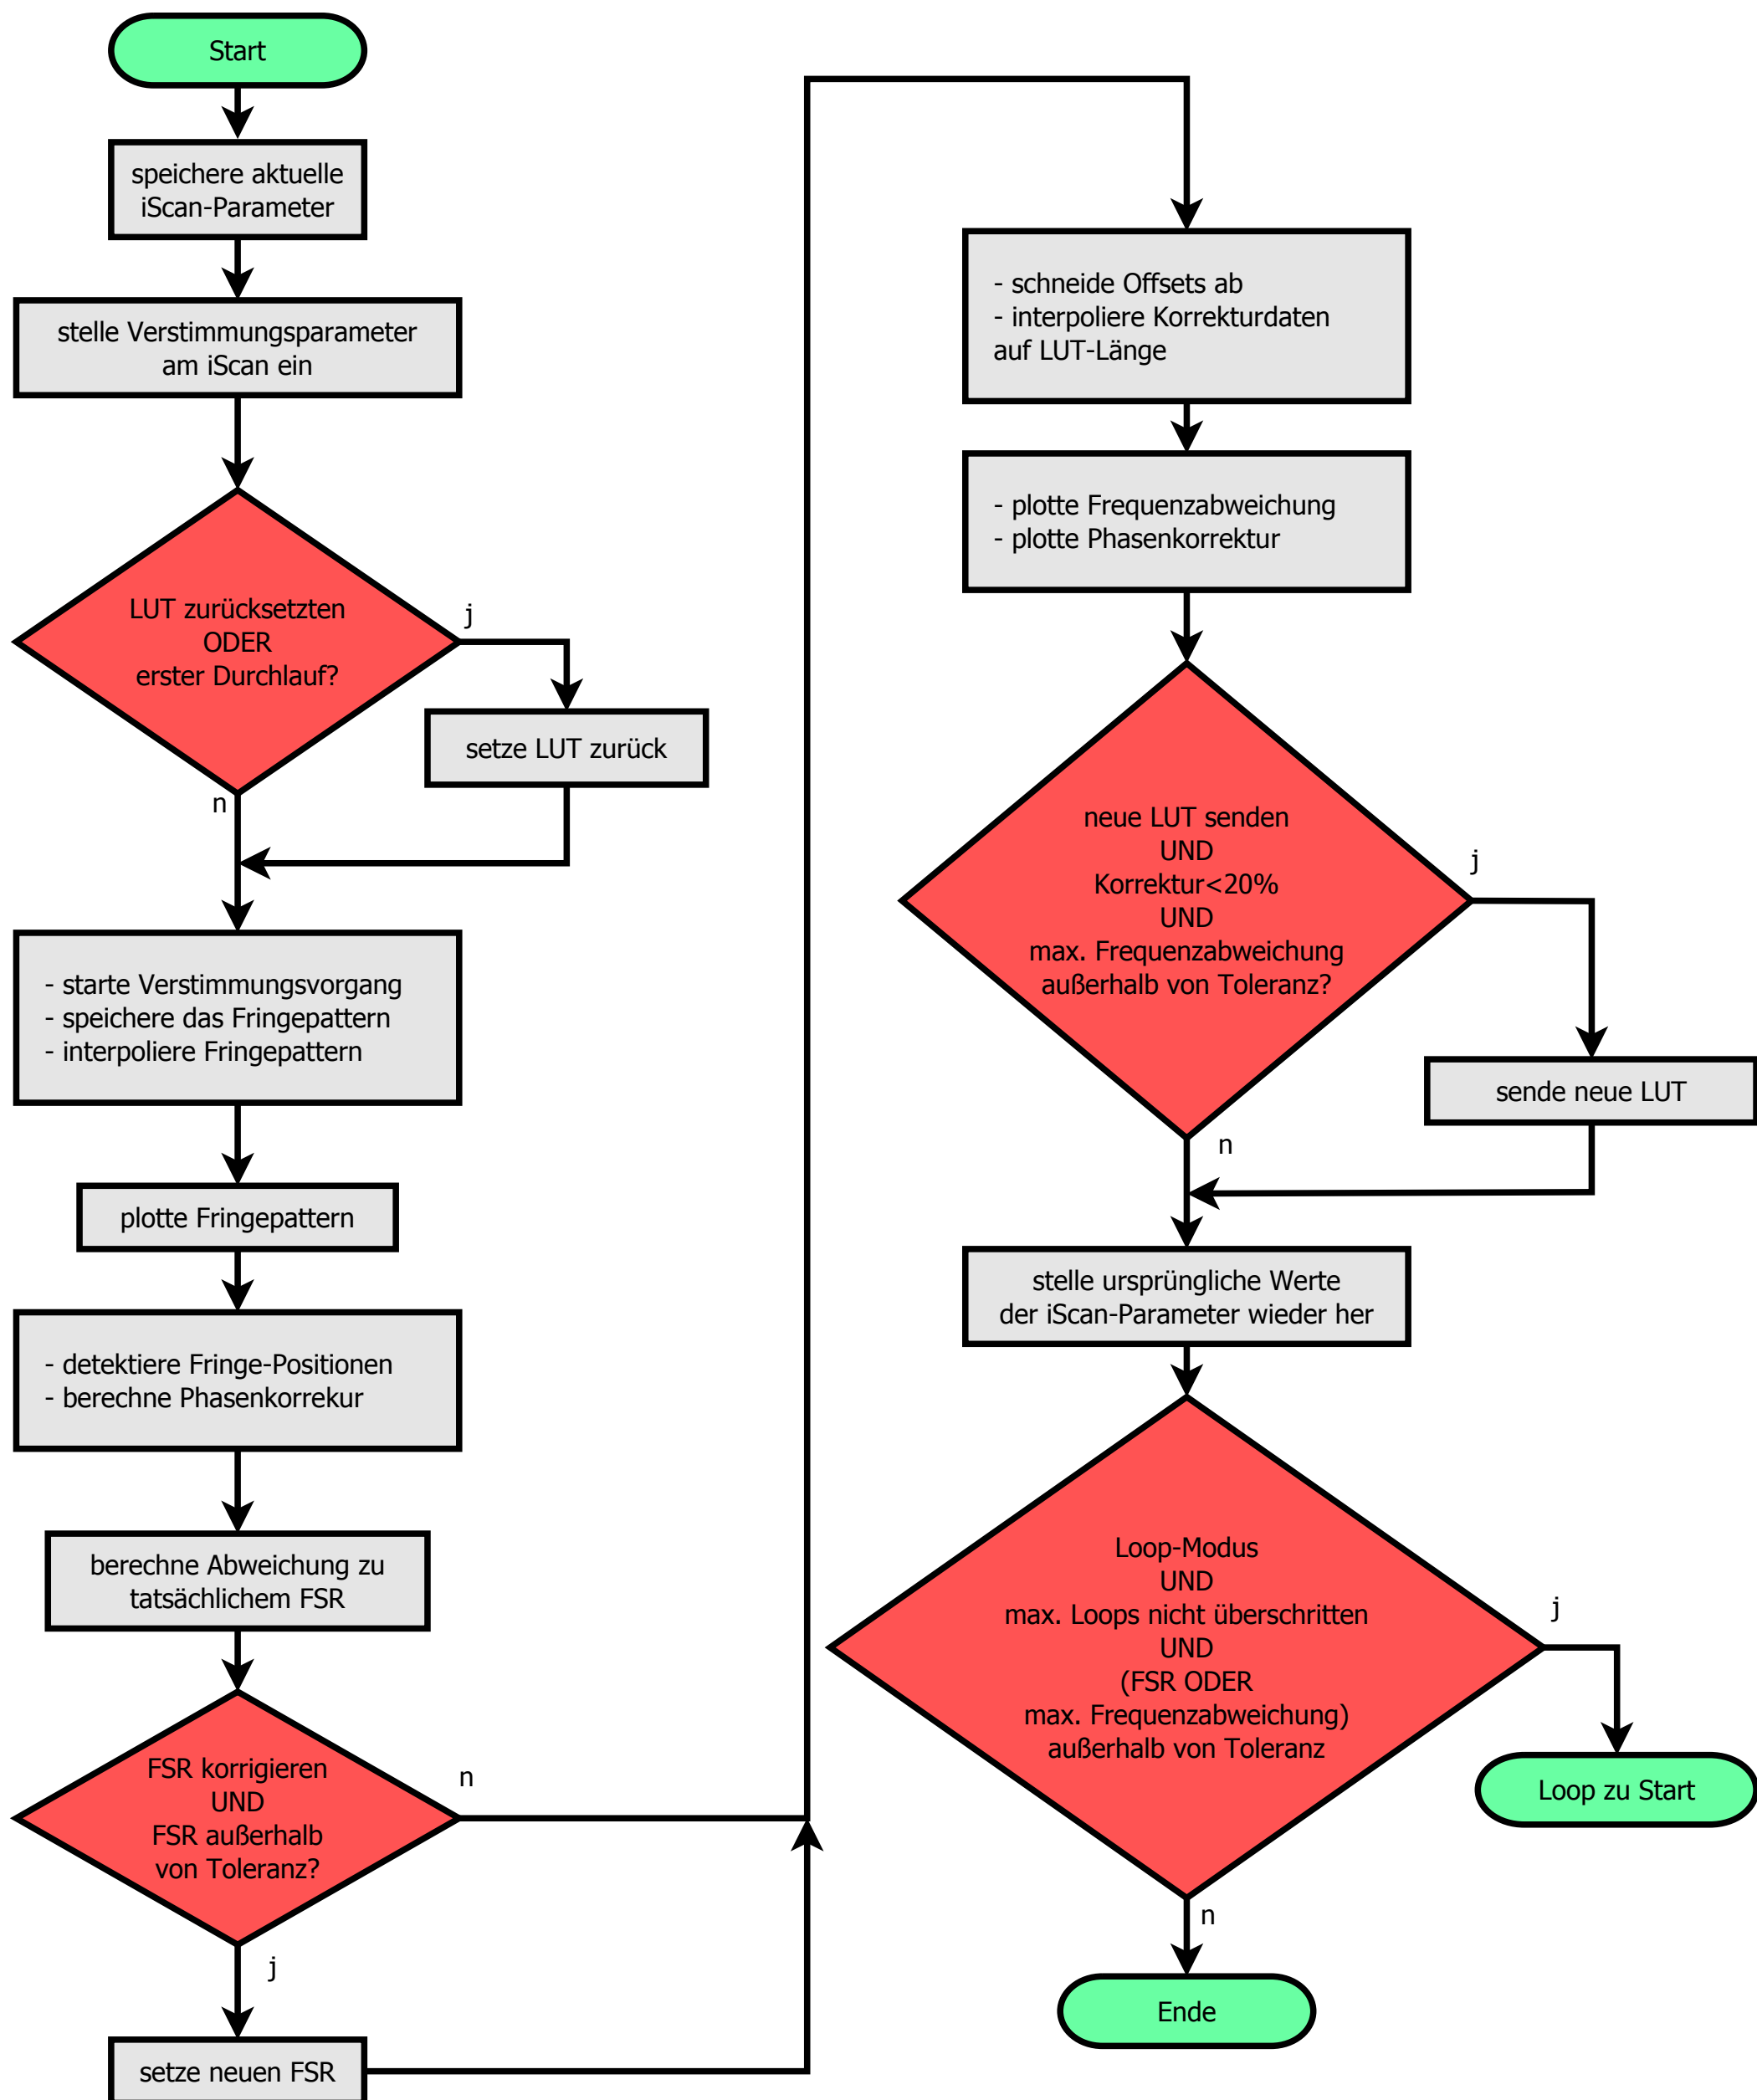 Start
speichere aktuelle
iScan-Parameter
stelle Verstimmungsparameter
am iScan ein
LUT zurücksetzten
ODER
erster Durchlauf?
j
setze LUT zurück
n
- starte Verstimmungsvorgang
- speichere das Fringepattern
- interpoliere Fringepattern
plotte Fringepattern
- detektiere Fringe-Positionen
- berechne Phasenkorrekur
berechne Abweichung zu
tatsächlichem FSR
FSR korrigieren
UND
FSR außerhalb
von Toleranz?
n
j
setze neuen FSR
- schneide Offsets ab
- interpoliere Korrekturdaten
auf LUT-Länge
- plotte Frequenzabweichung
- plotte Phasenkorrektur
neue LUT senden
UND
Korrektur<20%
UND
max. Frequenzabweichung
außerhalb von Toleranz?
j
sende neue LUT
n
stelle ursprüngliche Werte
der iScan-Parameter wieder her
Loop-Modus
UND
max. Loops nicht überschritten
UND
(FSR ODER
max. Frequenzabweichung)
außerhalb von Toleranz
j
Loop zu Start
n
Ende